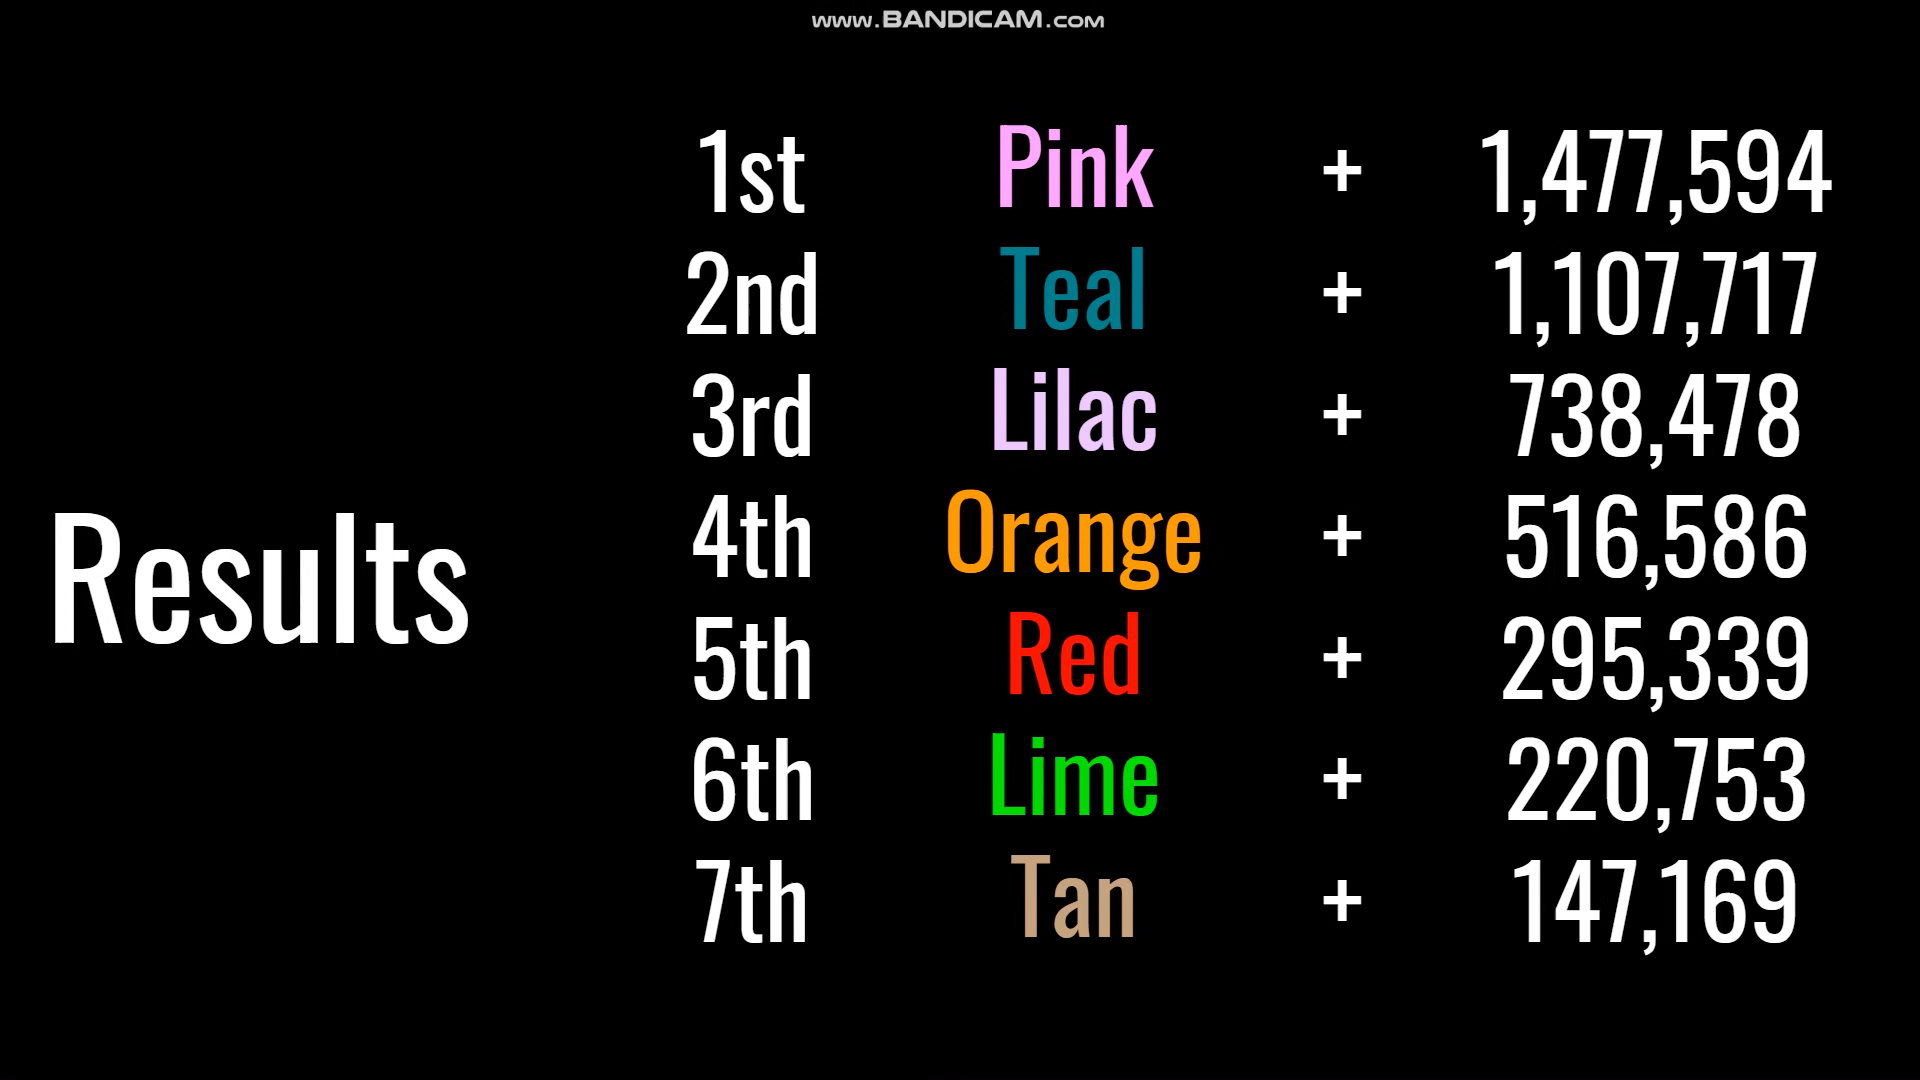 www.BANDICAM.com
Results
1st Pink + 1,477,594
2nd Teal + 1,107,717
3rd Lilac + 738,478
4th Orange + 516,586
5th Red + 295,339
6th Lime + 220,753
7th Tan + 147,169